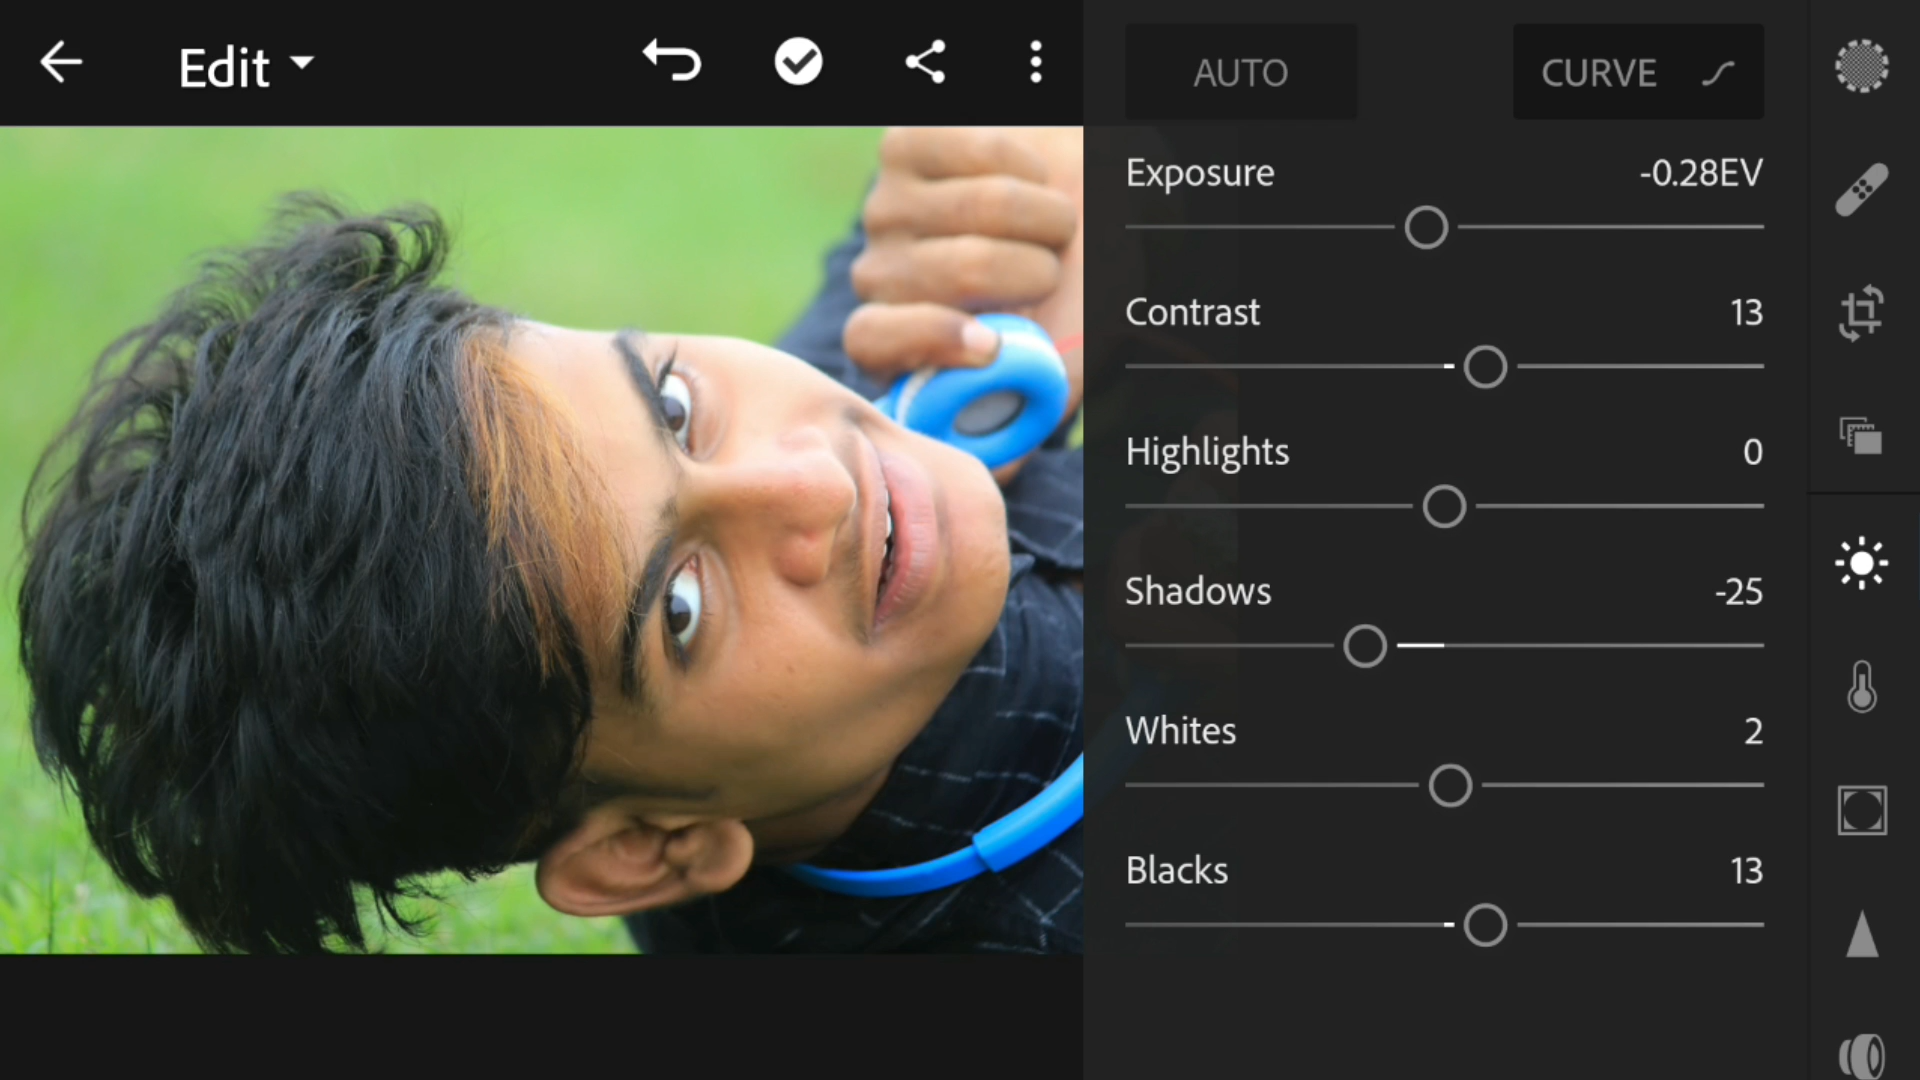 Edit
AUTO
CURVE
Exposure -0.28EV
Contrast 13
Highlights 0
Shadows -25
Whites 2
Blacks 13